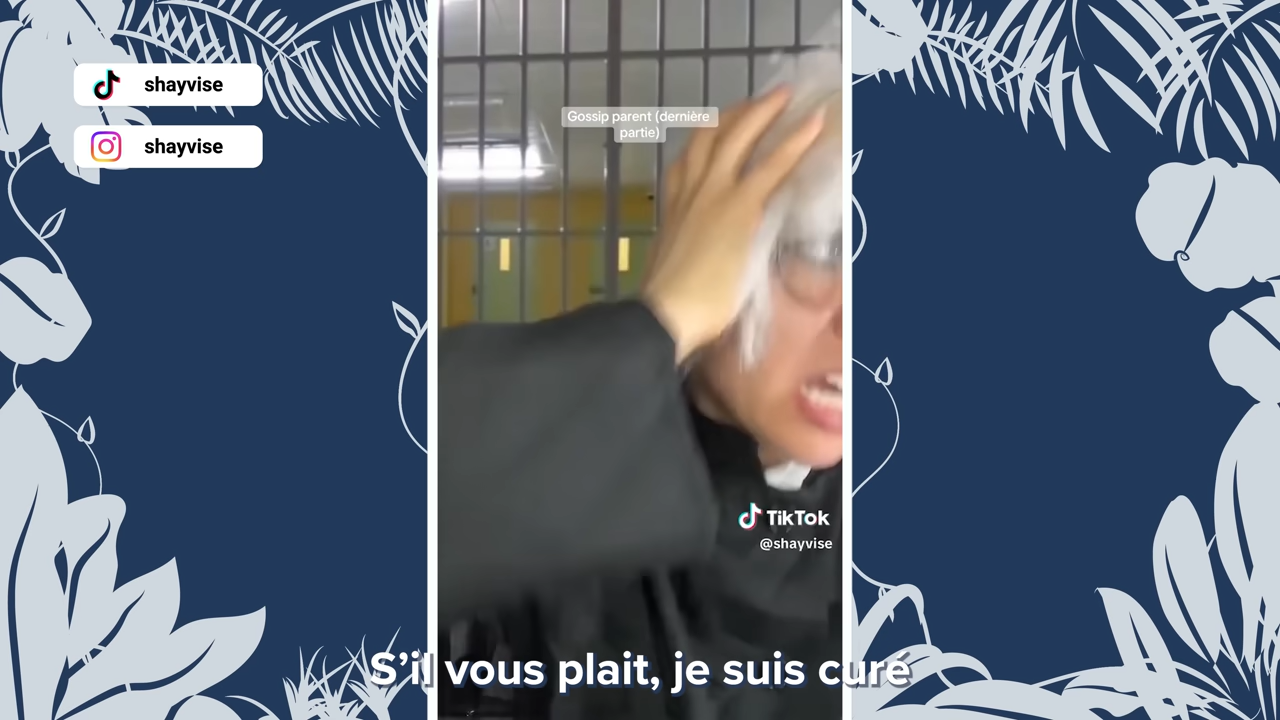 shayvise
shayvise
Gossip parent (dernière
partie)
TikTok
@shayvise
S’il vous plait, je suis curé